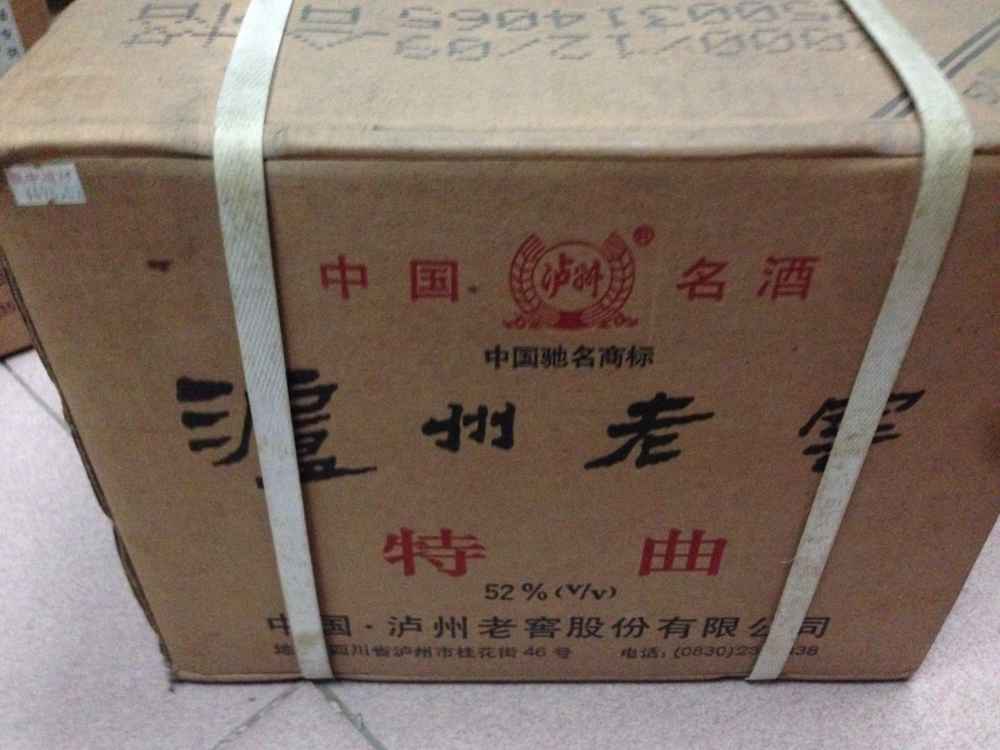 中国·泸州®名酒
中国驰名商标
瀘州老窖
特曲
52%(V/v)
中国·泸州老窖股份有限公司
四川省泸州市桂花街46号 电话:(0830)23